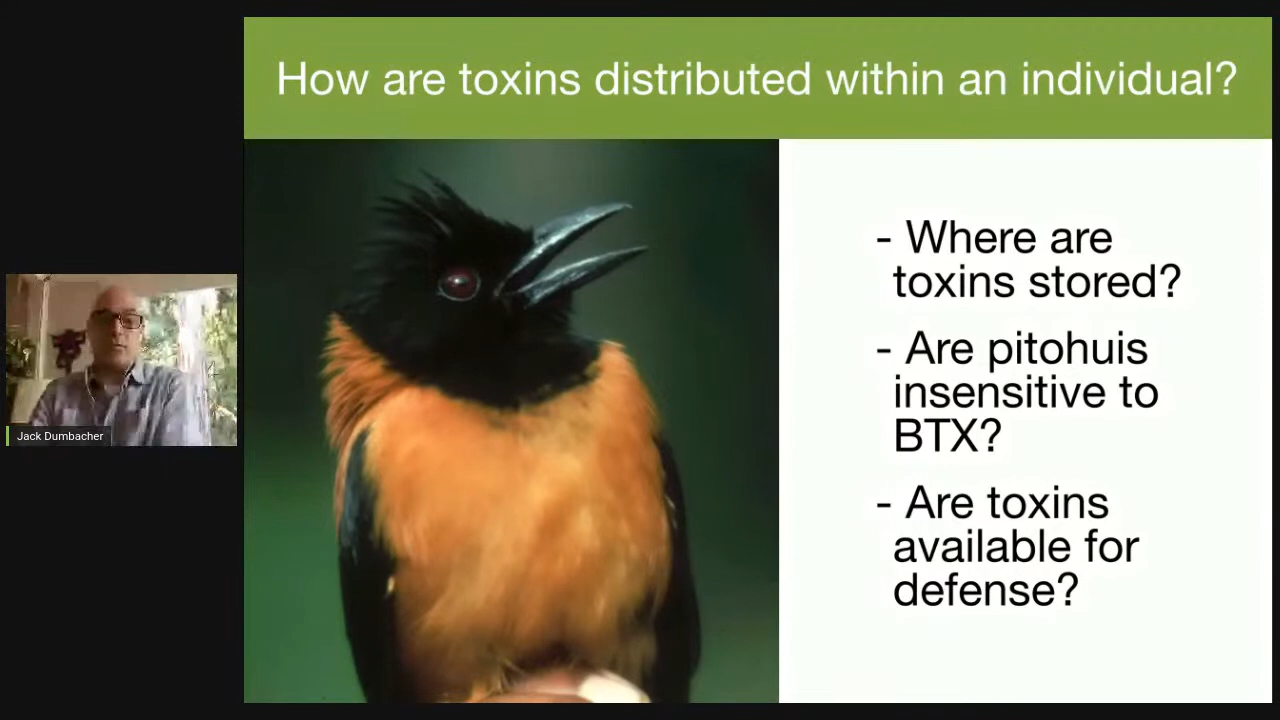 How are toxins distributed within an individual?
- Where are
toxins stored?
- Are pitohuis
insensitive to
BTX?
- Are toxins
available for
defense?
Jack Dumbacher